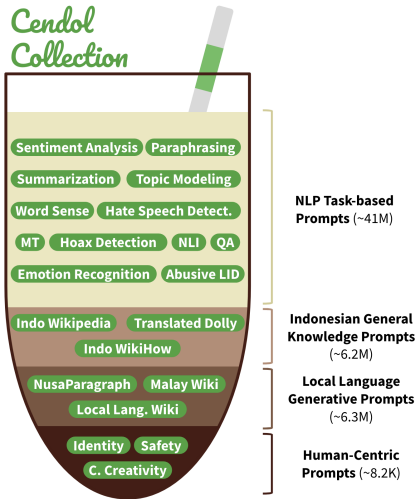 Cendol
Collection
Sentiment Analysis Paraphrasing
Summarization Topic Modeling
Word Sense Hate Speech Detect.
MT Hoax Detection NLI QA
Emotion Recognition Abusive LID
NLP Task-based
Prompts (~41M)
Indo Wikipedia Translated Dolly
Indo WikiHow
Indonesian General
Knowledge Prompts
(~6.2M)
NusaParagraph Malay Wiki
Local Lang. Wiki
Local Language
Generative Prompts
(~6.3M)
Identity Safety
C. Creativity
Human-Centric
Prompts (~8.2K)